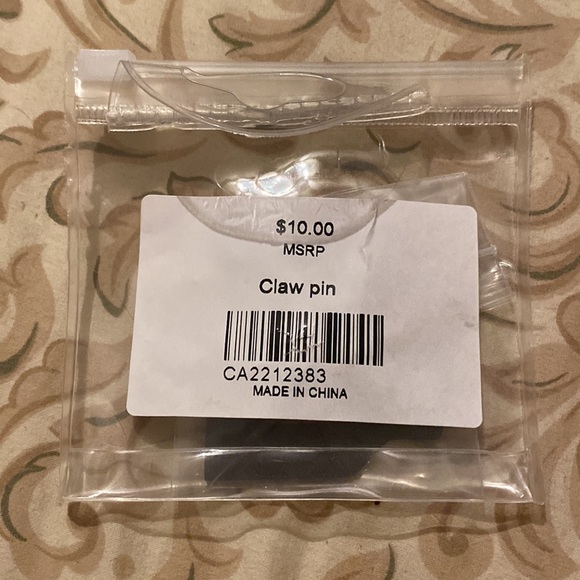 $10.00
MSRP
Claw pin
CA2212383
MADE IN CHINA